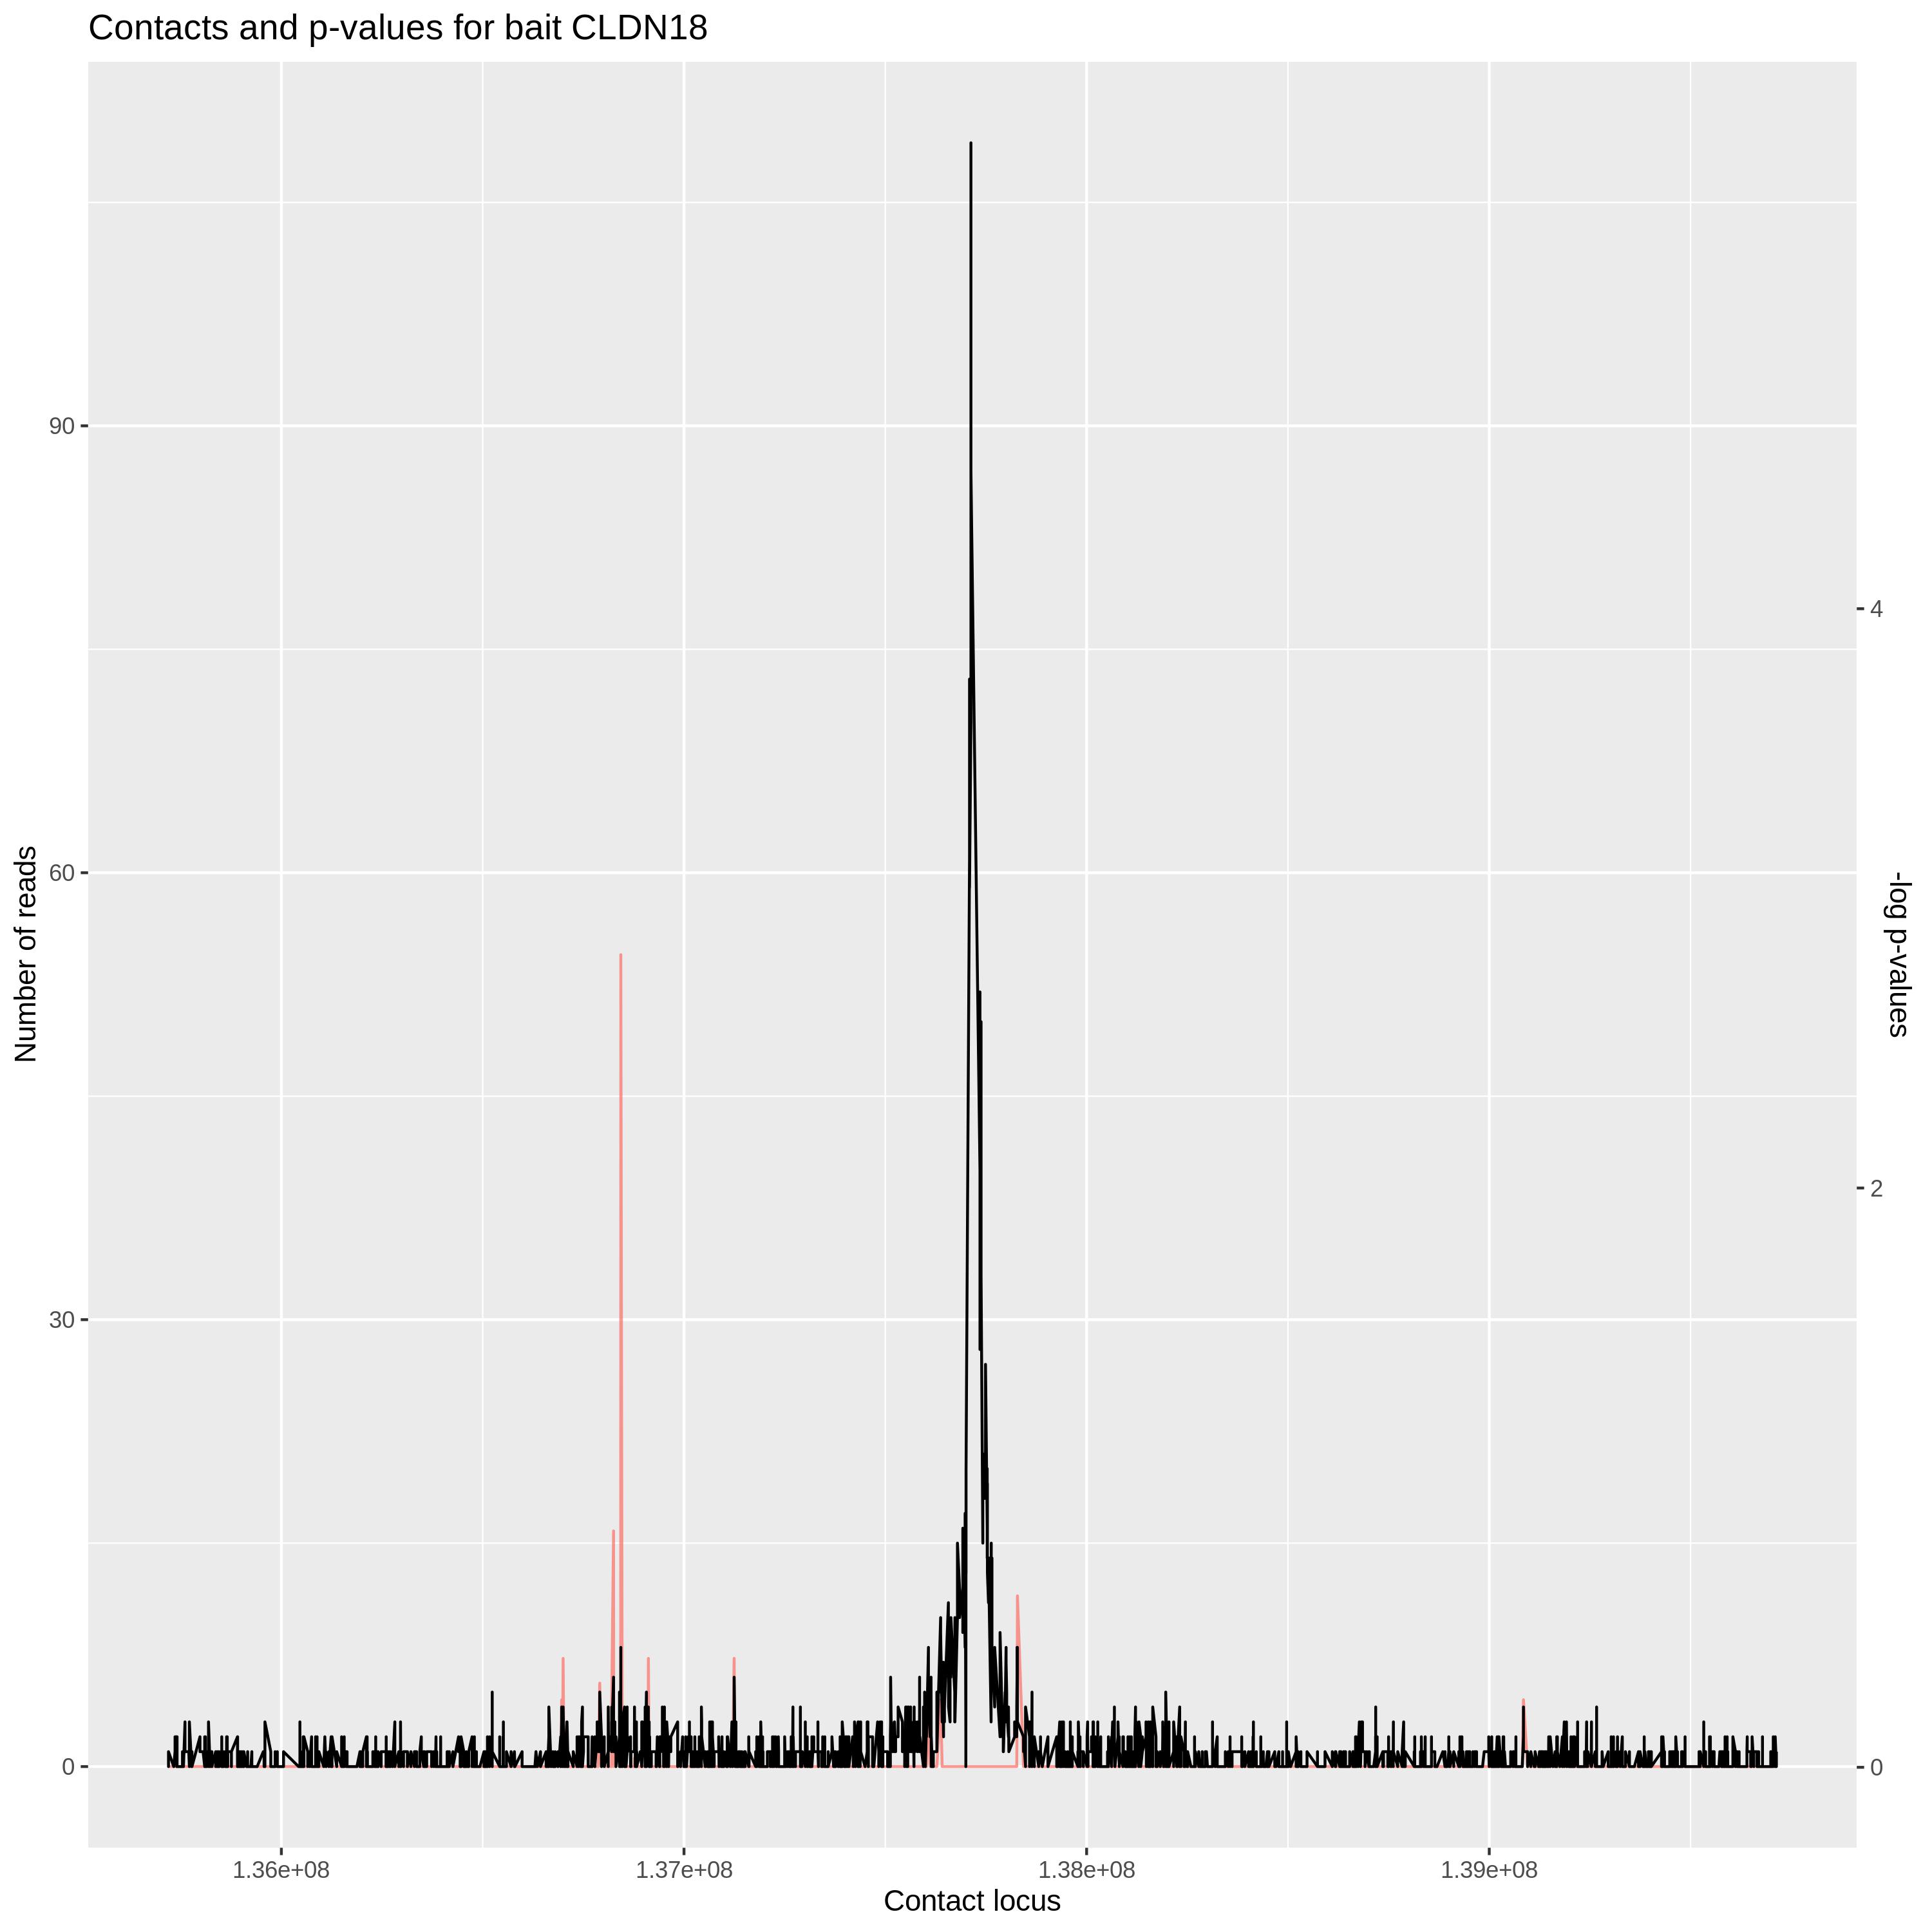 Contacts and p-values for bait CLDN18
90
60
30
0
Number of reads
4
2
0
-log p-values
1.36e+08
1.37e+08
1.38e+08
1.39e+08
Contact locus